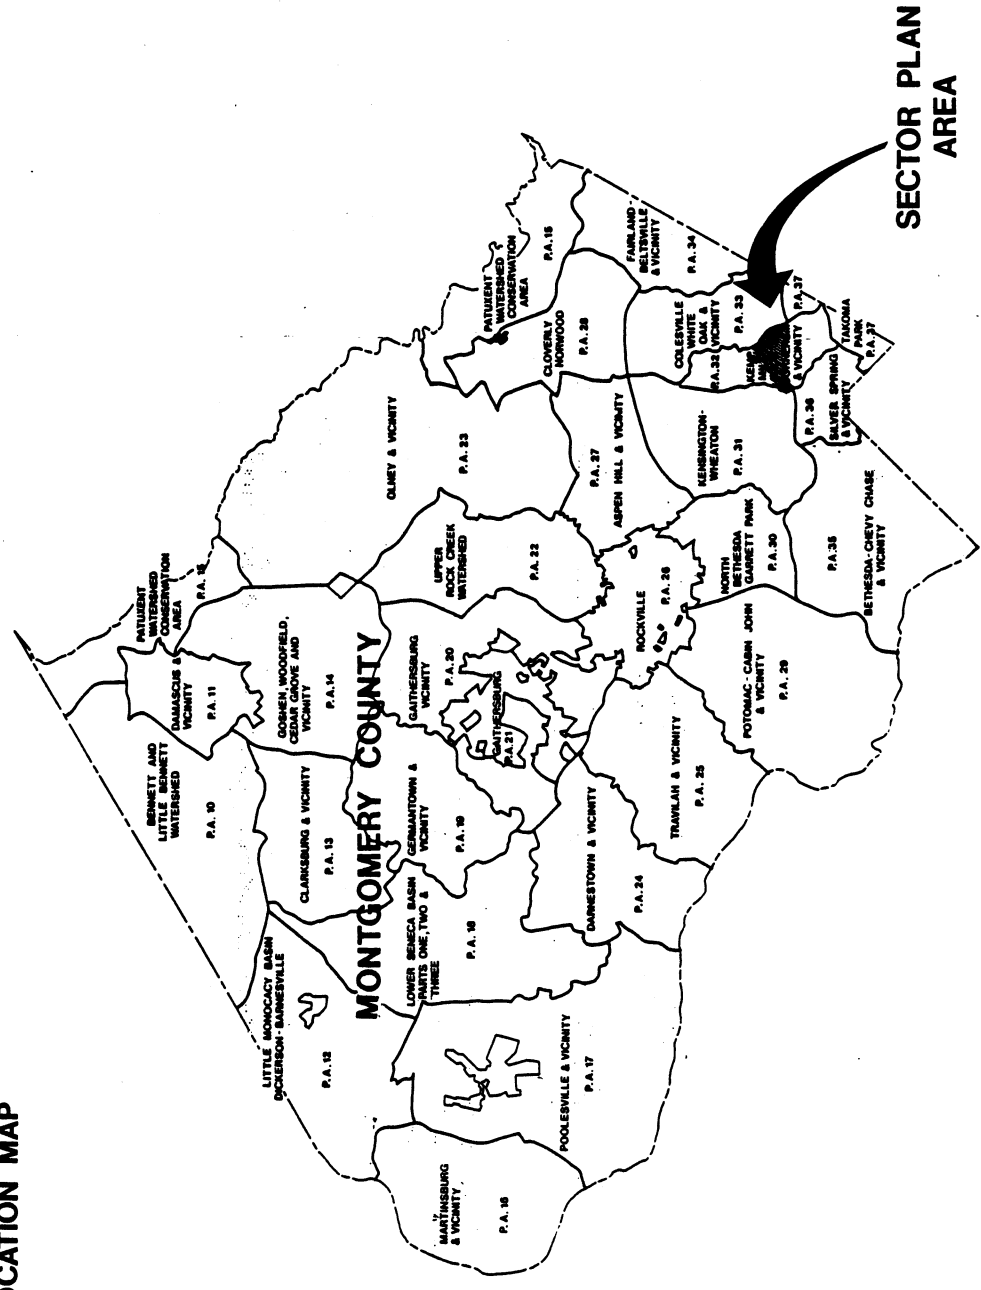 OCATION MAP
MONTGOMERY COUNTY
SECTOR PLAN
AREA
BENNETT AND
LITTLE BENNETT
WATERSHED
P.A. 10
DAMASCUS &
VICINITY
P.A. 11
PATUXENT
WATERSHED
CONSERVATION
AREA
P.A. 15
LITTLE MONOCACY BASIN
DICKERSON-BARNESVILLE
P.A. 12
CLARKSBURG & VICINITY
P.A. 13
GOSHEN, WOODFIELD,
CEDAR GROVE AND
VICINITY
P.A. 14
OLNEY & VICINITY
P.A. 23
PATUXENT
WATERSHED
CONSERVATION
AREA
P.A. 15
MARTINSBURG
& VICINITY
P.A. 16
LOWER SENECA BASIN
PARTS ONE, TWO &
THREE
P.A. 18
GERMANTOWN &
VICINITY
P.A. 19
GAITHERSBURG
VICINITY
P.A. 20
GAITHERSBURG
P.A. 21
UPPER
ROCK CREEK
WATERSHED
P.A. 22
CLOVERLY
NORWOOD
P.A. 28
POOLESVILLE & VICINITY
P.A. 17
DARNESTOWN & VICINITY
P.A. 24
TRAVILAH & VICINITY
P.A. 25
ROCKVILLE
P.A. 26
ASPEN HILL & VICINITY
P.A. 27
FAIRLAND-
BELTSVILLE
& VICINITY
P.A. 34
COLESVILLE
WHITE
OAK &
VICINITY
P.A. 33
P.A. 32
KENSINGTON-
WHEATON
P.A. 31
NORTH
BETHESDA
GARRETT PARK
P.A. 30
POTOMAC-CABIN JOHN
& VICINITY
P.A. 29
BETHESDA-CHEVY CHASE
& VICINITY
P.A. 35
& VICINITY
P.A. 36
SILVER SPRING
& VICINITY
P.A. 37
TAKOMA
PARK
P.A. 37